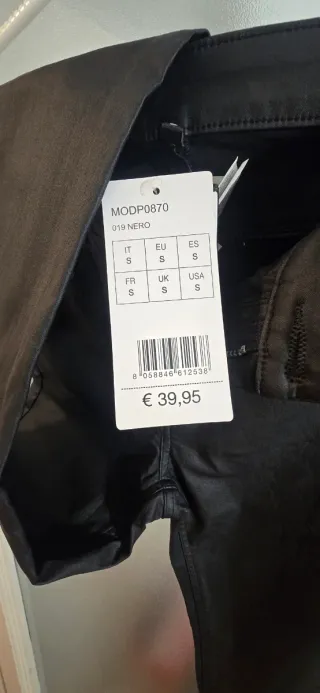 MODP0870
019 NERO
IT EU ES
S S S
FR UK USA
S S S
8 058846 612538
€ 39,95